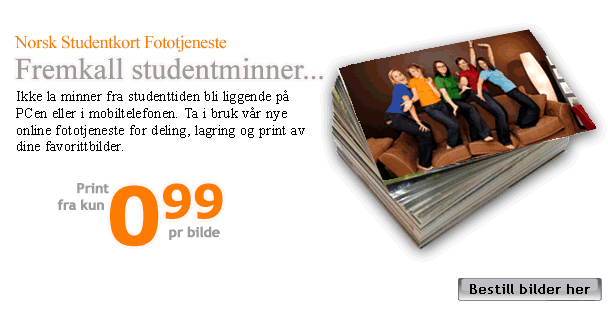 Norsk Studentkort Fototjeneste
Fremkall studentminner...
Ikke la minner fra studenttiden bli liggende på
PCen eller i mobiltelefonen. Ta i bruk vår nye
online fototjeneste for deling, lagring og print av
dine favorittbilder.
Print
fra kun
0 99
pr bilde
Bestill bilder her